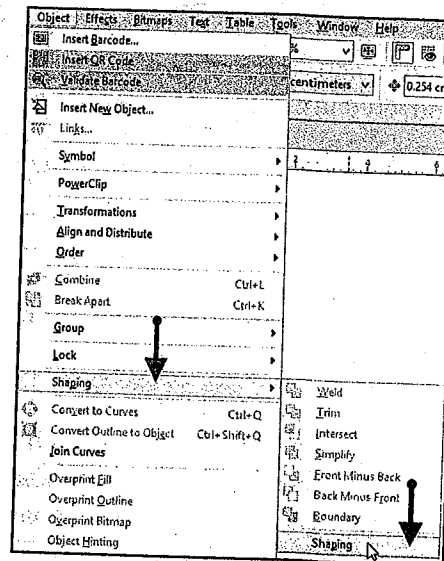 Object Effects Bitmaps Text Table Tools Window Help
Insert Barcode...
Insert QR Code
Validate Barcode
%
centimeters
0.254 cm
Insert New Object...
Links...
Symbol
PowerClip
Transformations
Align and Distribute
Order
Combine Ctrl+L
Break Apart Ctrl+K
Group
Lock
Shaping
Convert to Curves Ctrl+Q
Convert Outline to Object Ctrl+Shift+Q
Join Curves
Overprint Fill
Overprint Outline
Overprint Bitmap
Object Hinting
Weld
Trim
Intersect
Simplify
Front Minus Back
Back Minus Front
Boundary
Shaping